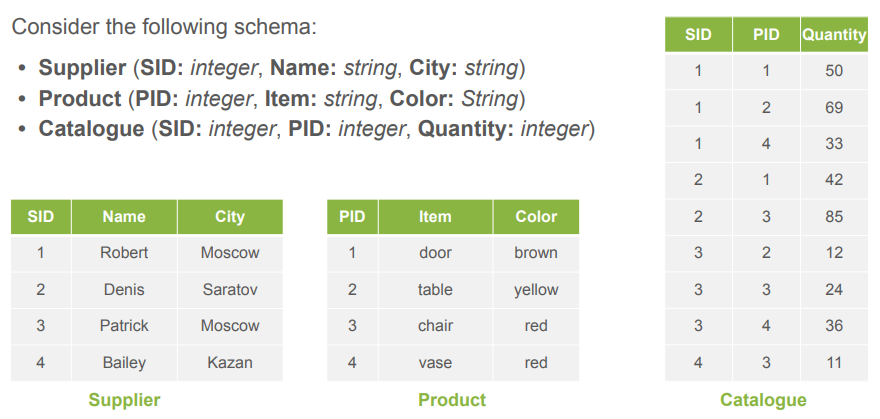 Consider the following schema:
• Supplier (SID: integer, Name: string, City: string)
• Product (PID: integer, Item: string, Color: String)
• Catalogue (SID: integer, PID: integer, Quantity: integer)
SID Name City
1 Robert Moscow
2 Denis Saratov
3 Patrick Moscow
4 Bailey Kazan
Supplier
PID Item Color
1 door brown
2 table yellow
3 chair red
4 vase red
Product
SID PID Quantity
1 1 50
1 2 69
1 4 33
2 1 42
2 3 85
3 2 12
3 3 24
3 4 36
4 3 11
Catalogue